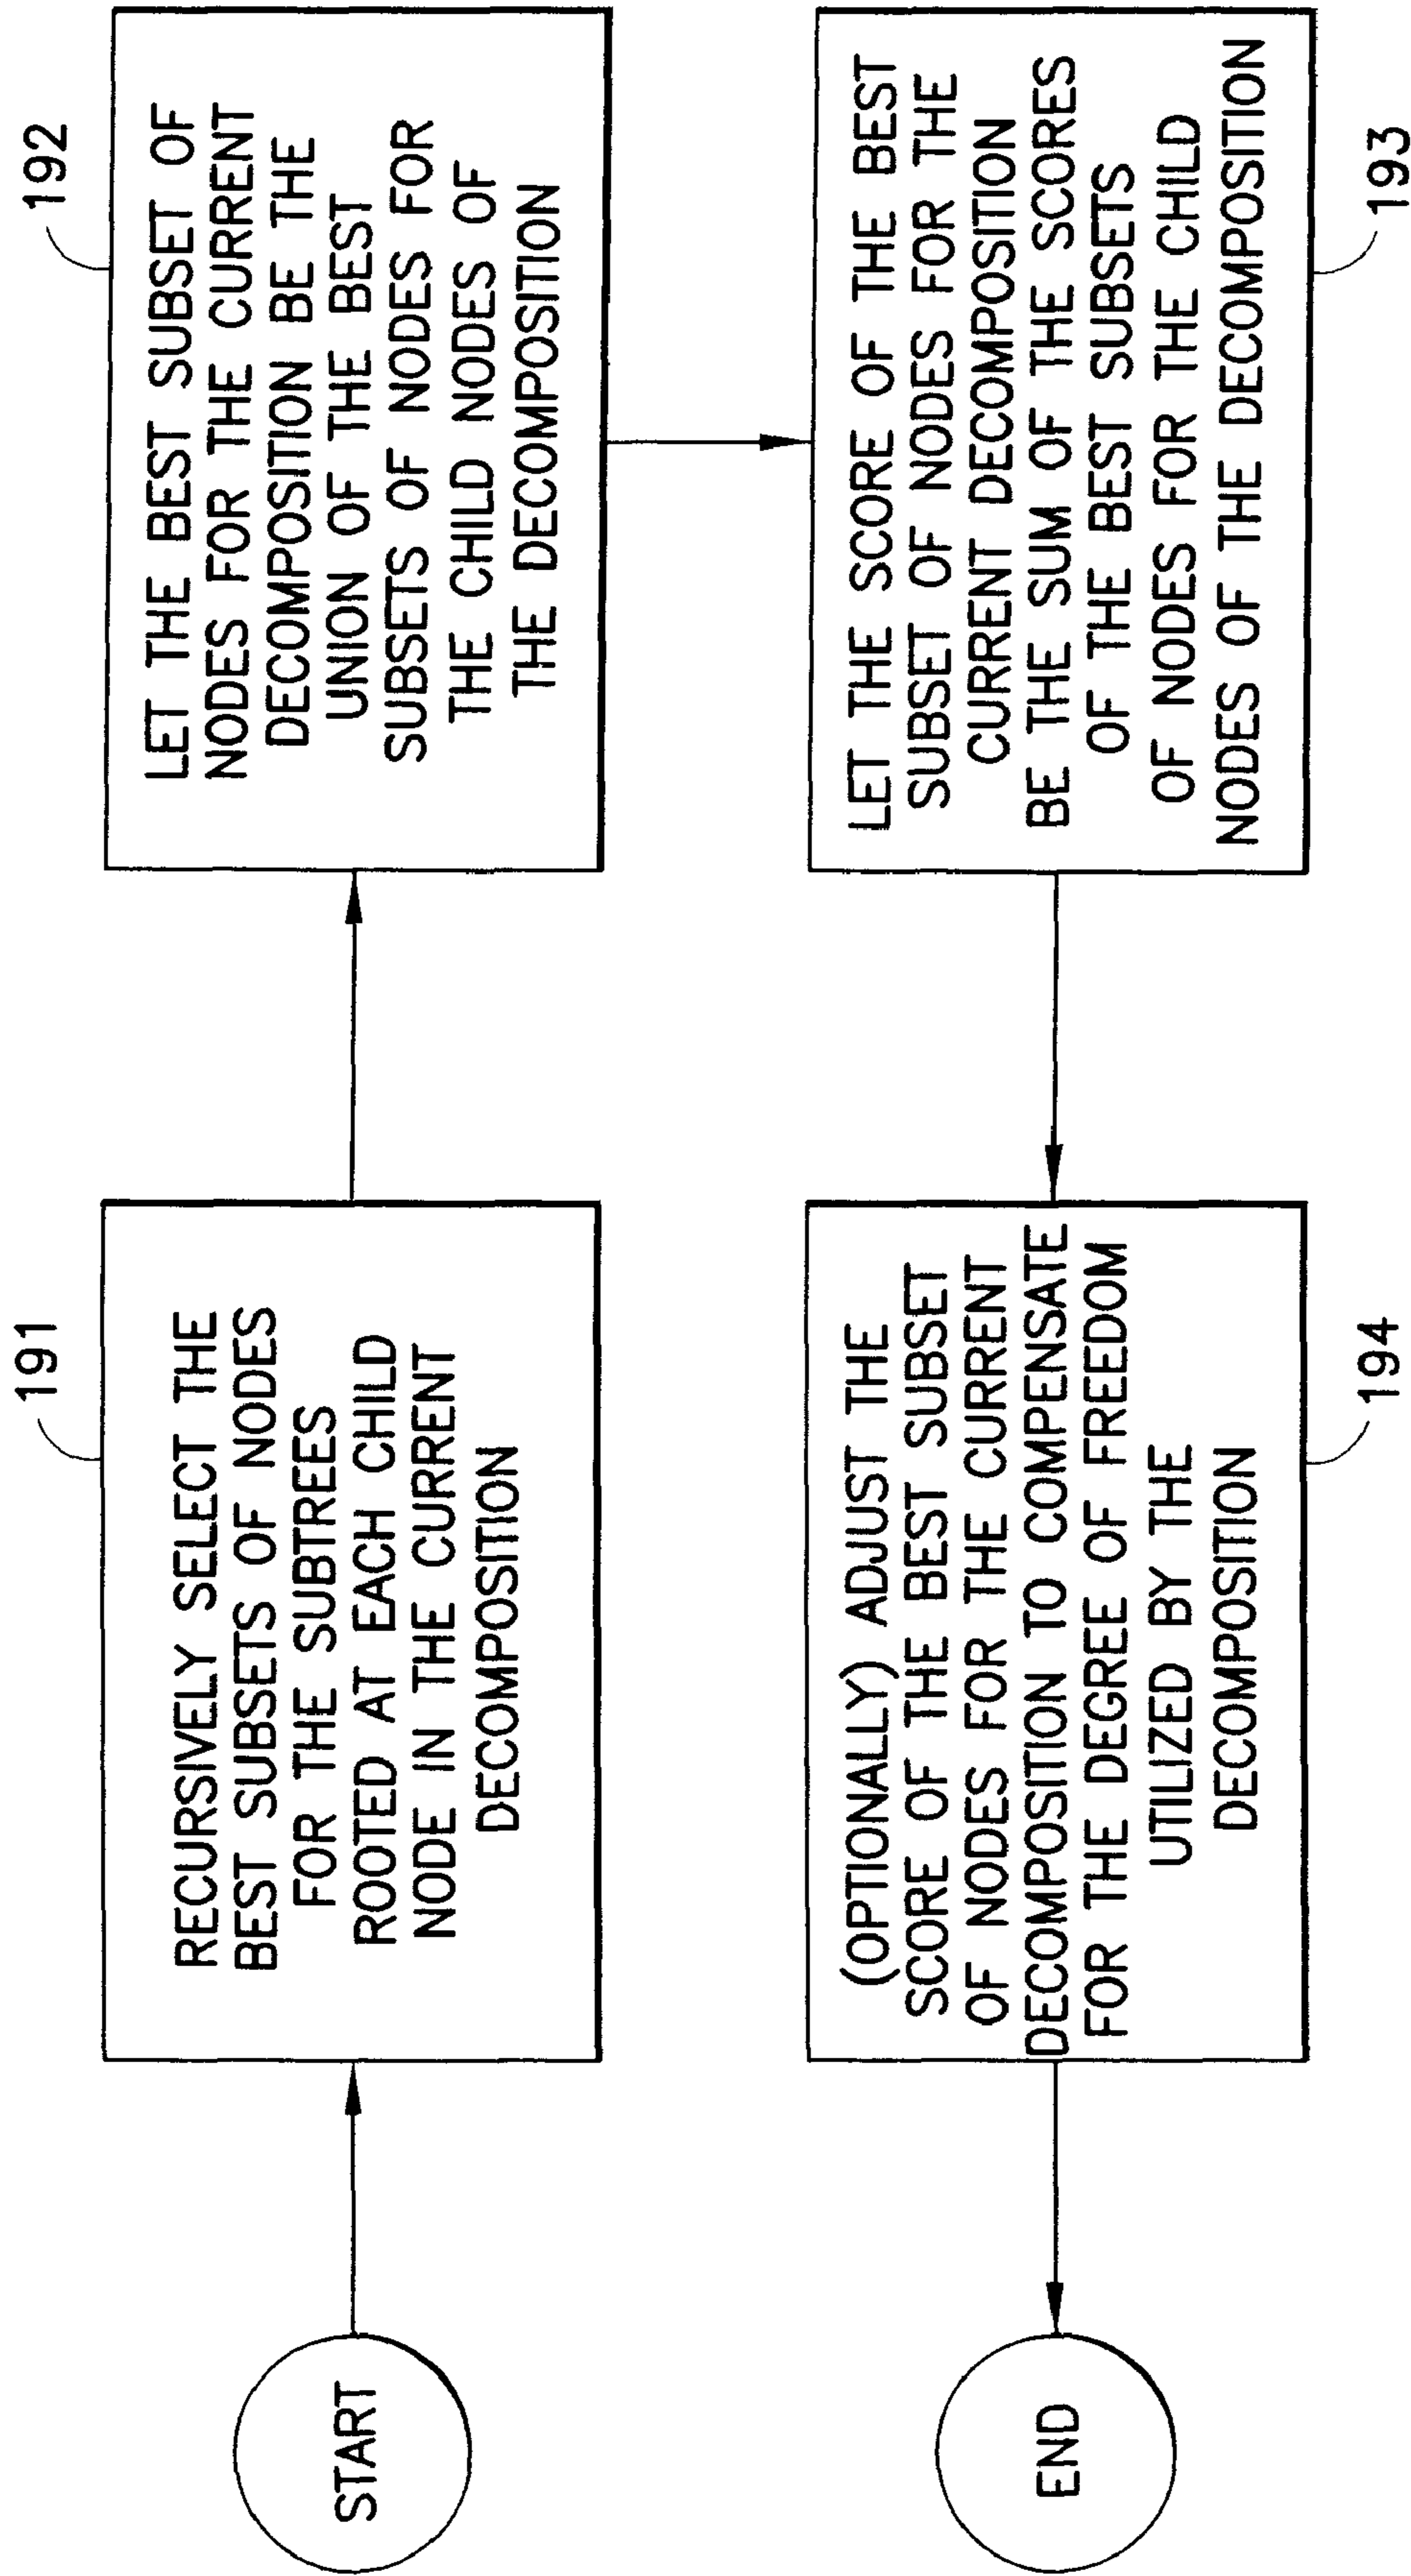 START
191
RECURSIVELY SELECT THE
BEST SUBSETS OF NODES
FOR THE SUBTREES
ROOTED AT EACH CHILD
NODE IN THE CURRENT
DECOMPOSITION
192
LET THE BEST SUBSET OF
NODES FOR THE CURRENT
DECOMPOSITION BE THE
UNION OF THE BEST
SUBSETS OF NODES FOR
THE CHILD NODES OF
THE DECOMPOSITION
LET THE SCORE OF THE BEST
SUBSET OF NODES FOR THE
CURRENT DECOMPOSITION
BE THE SUM OF THE SCORES
OF THE BEST SUBSETS
OF NODES FOR THE CHILD
NODES OF THE DECOMPOSITION
193
(OPTIONALLY) ADJUST THE
SCORE OF THE BEST SUBSET
OF NODES FOR THE CURRENT
DECOMPOSITION TO COMPENSATE
FOR THE DEGREE OF FREEDOM
UTILIZED BY THE
DECOMPOSITION
194
END